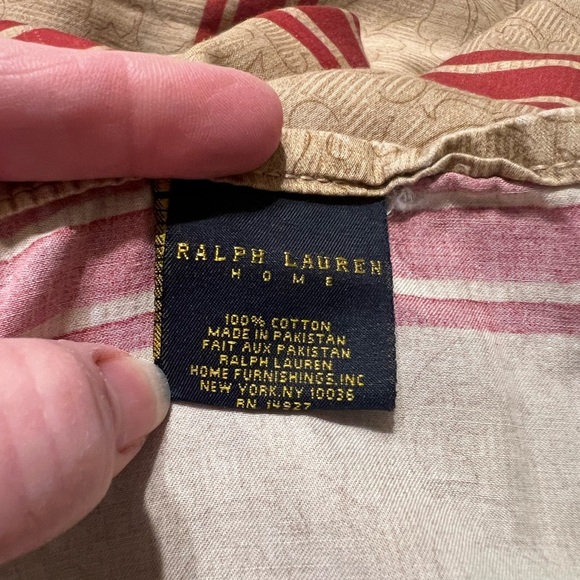 RALPH LAUREN
HOME
100% COTTON
MADE IN PAKISTAN
FAIT AUX PAKISTAN
RALPH LAUREN
HOME FURNISHINGS, INC
NEW YORK, NY 10036
RN 14927